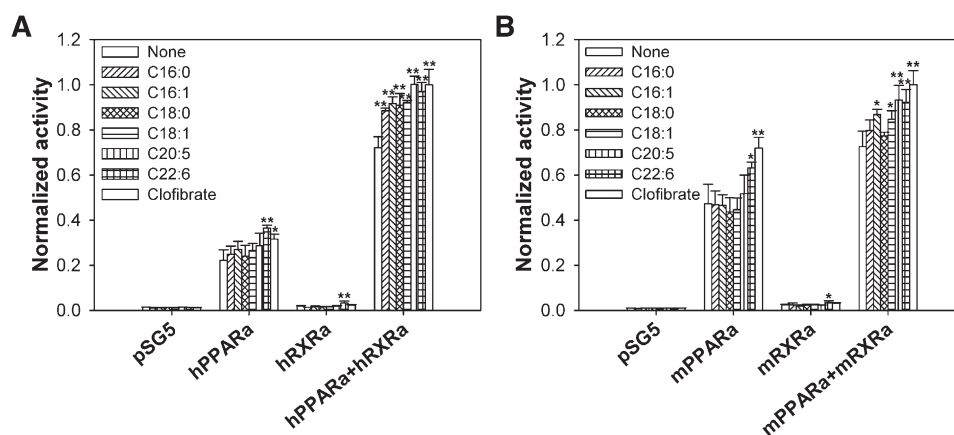 A
Normalized activity
1.2
1.0
0.8
0.6
0.4
0.2
0.0
None
C16:0
C16:1
C18:0
C18:1
C20:5
C22:6
Clofibrate
** *
**
** ** ** ** ** ** **
pSG5
hPPARa
hRXRa
hPPARa+hRXRa
B
Normalized activity
1.2
1.0
0.8
0.6
0.4
0.2
0.0
None
C16:0
C16:1
C18:0
C18:1
C20:5
C22:6
Clofibrate
* **
*
* * ** ** **
pSG5
mPPARa
mRXRa
mPPARa+mRXRa